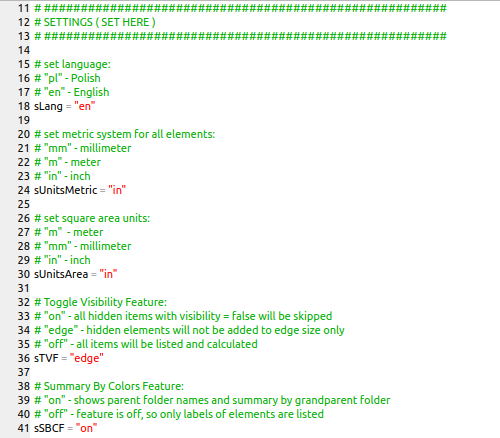 11 # ########################################################
12 # SETTINGS ( SET HERE )
13 # ########################################################
14
15 # set language:
16 # "pl" - Polish
17 # "en" - English
18 sLang = "en"
19
20 # set metric system for all elements:
21 # "mm" - millimeter
22 # "m" - meter
23 # "in" - inch
24 sUnitsMetric = "in"
25
26 # set square area units:
27 # "m"  - meter
28 # "mm" - millimeter
29 # "in" - inch
30 sUnitsArea = "in"
31
32 # Toggle Visibility Feature:
33 # "on" - all hidden items with visibility = false will be skipped
34 # "edge" - hidden elements will not be added to edge size only
35 # "off" - all items will be listed and calculated
36 sTVF = "edge"
37
38 # Summary By Colors Feature:
39 # "on" - shows parent folder names and summary by grandparent folder
40 # "off" - feature is off, so only labels of elements are listed
41 sSBCF = "on"